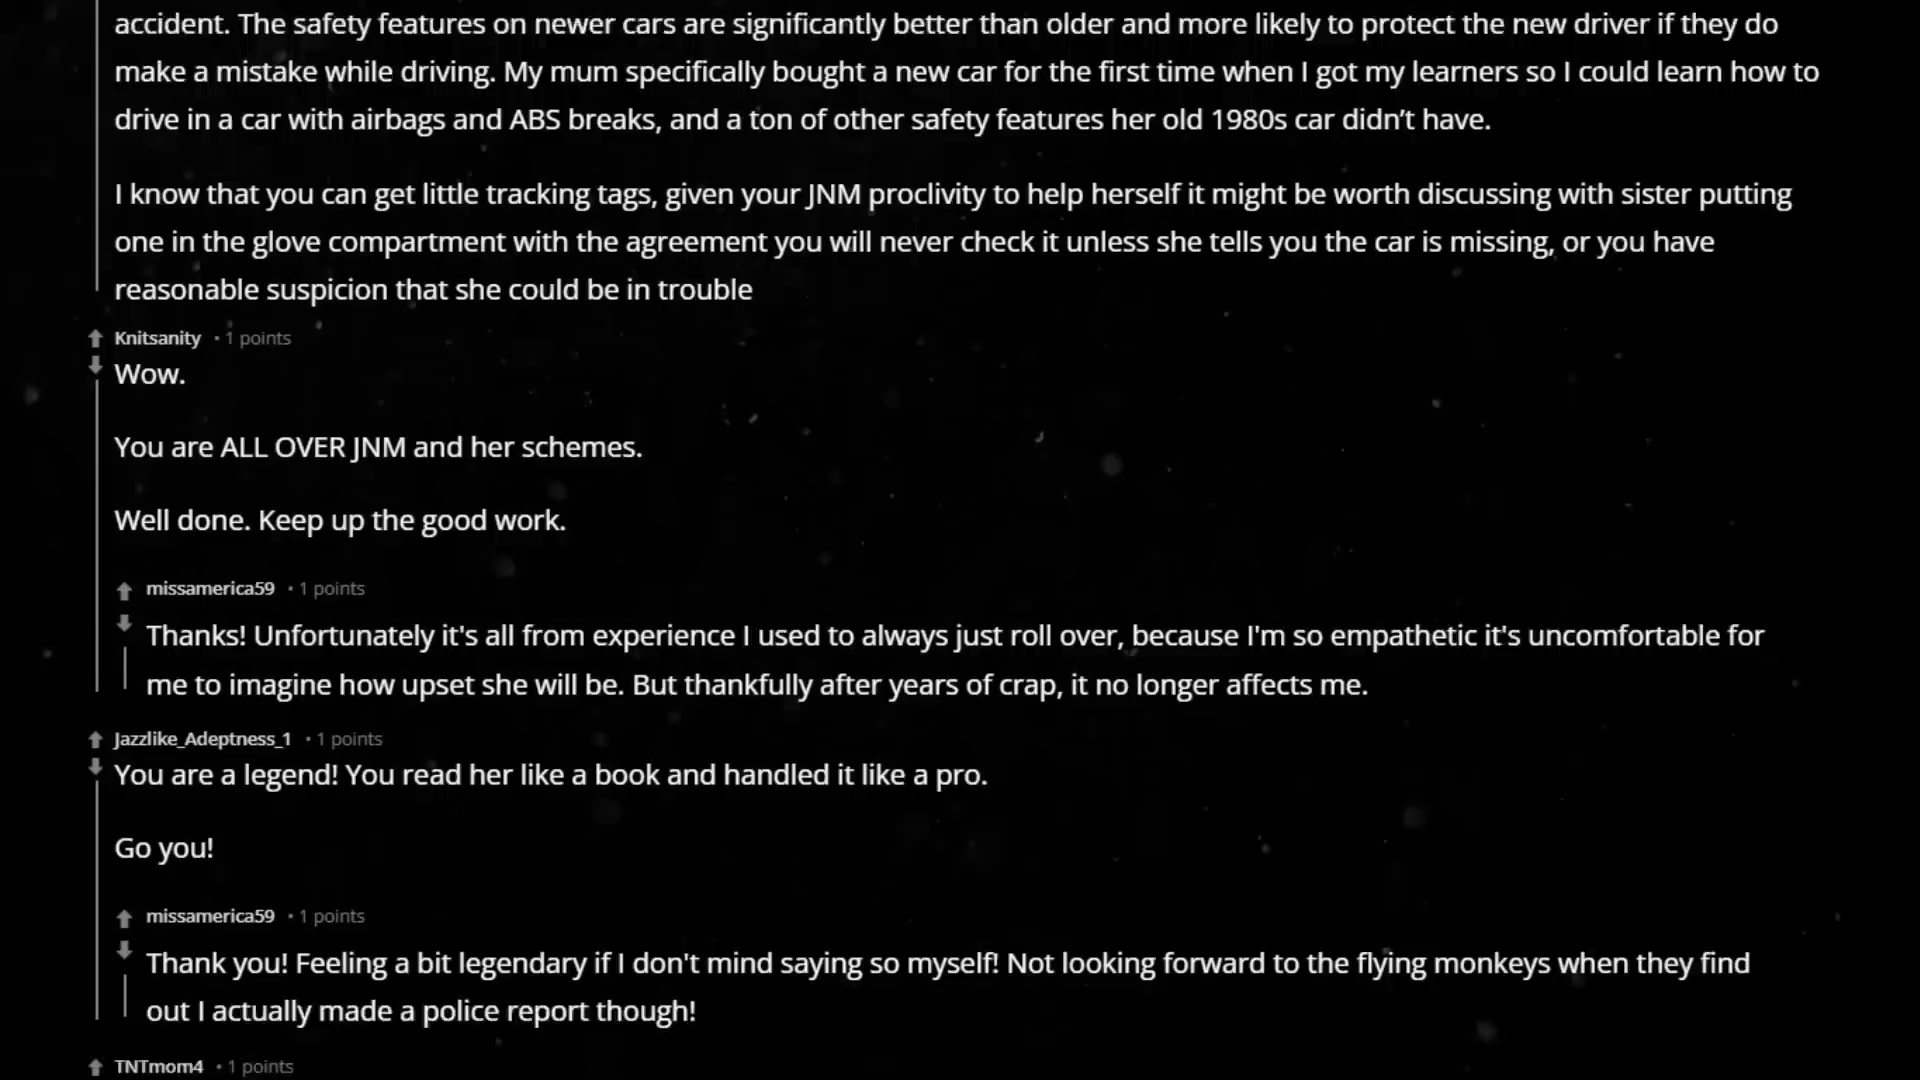 accident. The safety features on newer cars are significantly better than older and more likely to protect the new driver if they do
make a mistake while driving. My mum specifically bought a new car for the first time when I got my learners so I could learn how to
drive in a car with airbags and ABS breaks, and a ton of other safety features her old 1980s car didn’t have.
I know that you can get little tracking tags, given your JNM proclivity to help herself it might be worth discussing with sister putting
one in the glove compartment with the agreement you will never check it unless she tells you the car is missing, or you have
reasonable suspicion that she could be in trouble
Knitsanity • 1 points
Wow.
You are ALL OVER JNM and her schemes.
Well done. Keep up the good work.
missamerica59 • 1 points
Thanks! Unfortunately it's all from experience I used to always just roll over, because I'm so empathetic it's uncomfortable for
me to imagine how upset she will be. But thankfully after years of crap, it no longer affects me.
Jazzlike_Adeptness_1 • 1 points
You are a legend! You read her like a book and handled it like a pro.
Go you!
missamerica59 • 1 points
Thank you! Feeling a bit legendary if I don't mind saying so myself! Not looking forward to the flying monkeys when they find
out I actually made a police report though!
TNTmom4 • 1 points